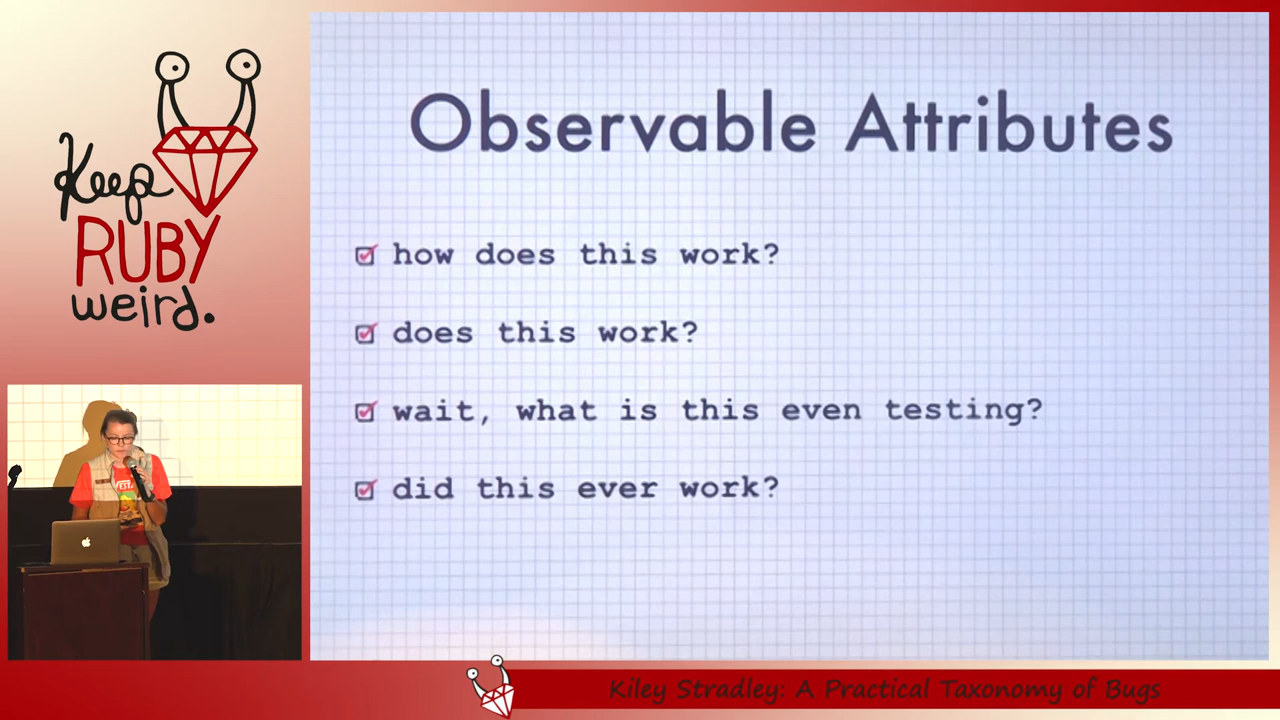 Keep
RUBY
weird.
Observable Attributes
how does this work?
does this work?
wait, what is this even testing?
did this ever work?
Kiley Stradley: A Practical Taxonomy of Bugs